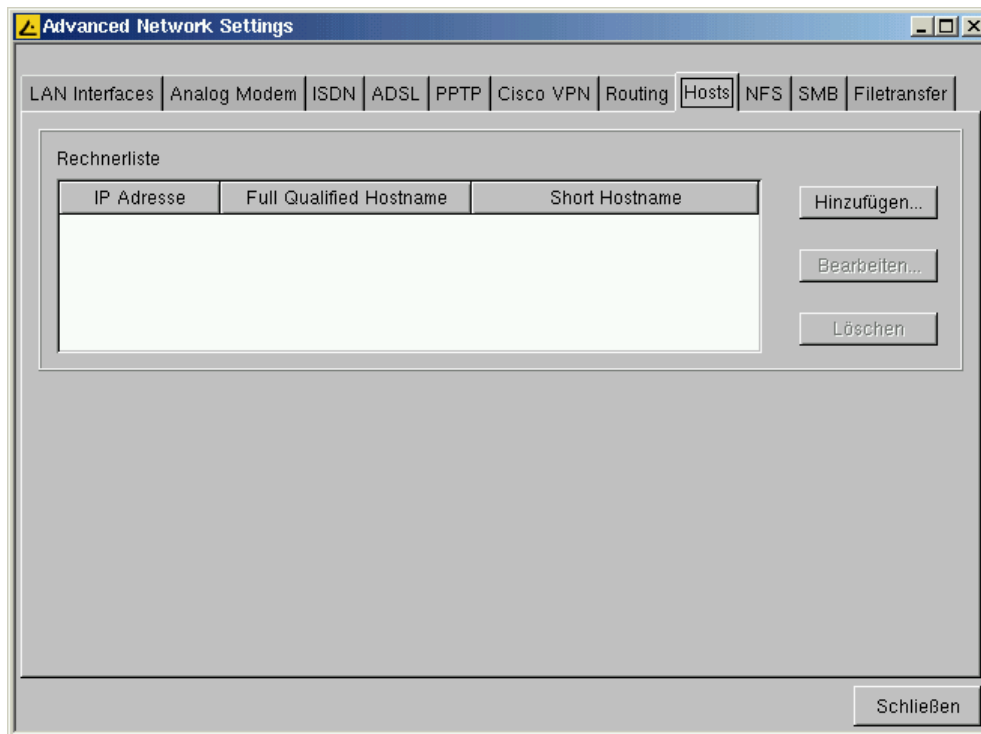 Advanced Network Settings
LAN Interfaces Analog Modem ISDN ADSL PPTP Cisco VPN Routing Hosts NFS SMB Filetransfer
Rechnerliste
IP Adresse Full Qualified Hostname Short Hostname
Hinzufügen...
Bearbeiten...
Löschen
Schließen